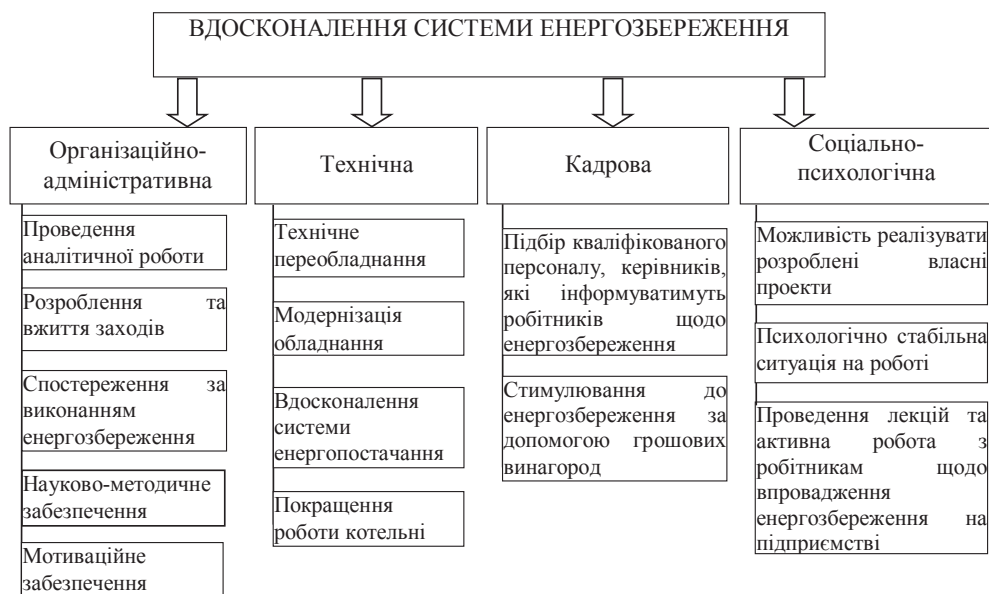 ВДОСКОНАЛЕННЯ СИСТЕМИ ЕНЕРГОЗБЕРЕЖЕННЯ
Організаційно-
адміністративна
Проведення
аналітичної роботи
Розроблення та
вжиття заходів
Спостереження за
виконанням
енергозбереження
Науково-методичне
забезпечення
Мотиваційне
забезпечення
Технічна
Технічне
переобладнання
Модернізація
обладнання
Вдосконалення
системи
енергопостачання
Покращення
роботи котельні
Кадрова
Підбір кваліфікованого
персоналу, керівників,
які інформуватимуть
робітників щодо
енергозбереження
Стимулювання до
енергозбереження за
допомогою грошових
винагород
Соціально-
психологічна
Можливість реалізувати
розроблені власні
проекти
Психологічно стабільна
ситуація на роботі
Проведення лекцій та
активна робота з
робітникам щодо
впровадження
енергозбереження на
підприємстві